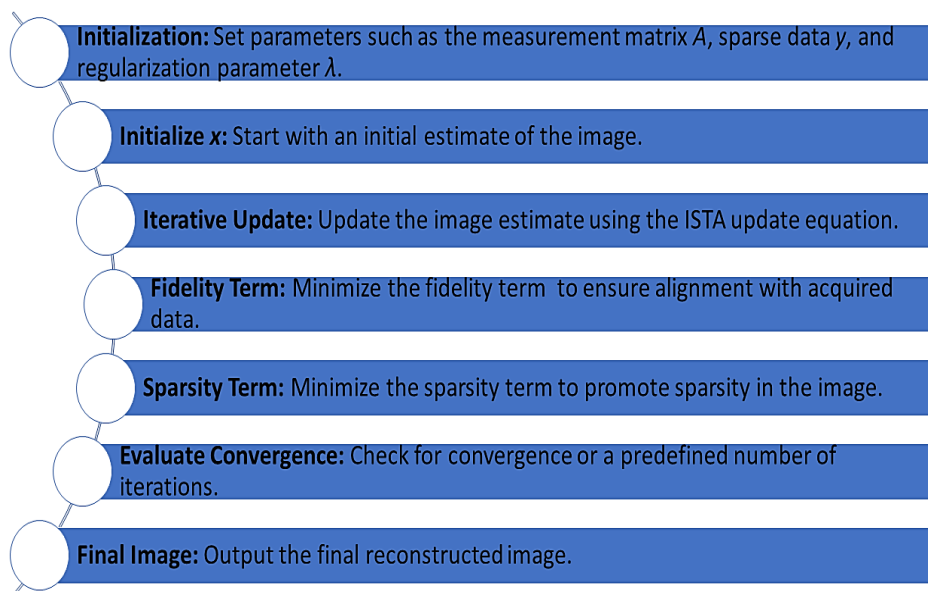 Initialization: Set parameters such as the measurement matrix A, sparse data y, and
regularization parameter λ.
Initialize x: Start with an initial estimate of the image.
Iterative Update: Update the image estimate using the ISTA update equation.
Fidelity Term: Minimize the fidelity term to ensure alignment with acquired
data.
Sparsity Term: Minimize the sparsity term to promote sparsity in the image.
Evaluate Convergence: Check for convergence or a predefined number of
iterations.
Final Image: Output the final reconstructed image.